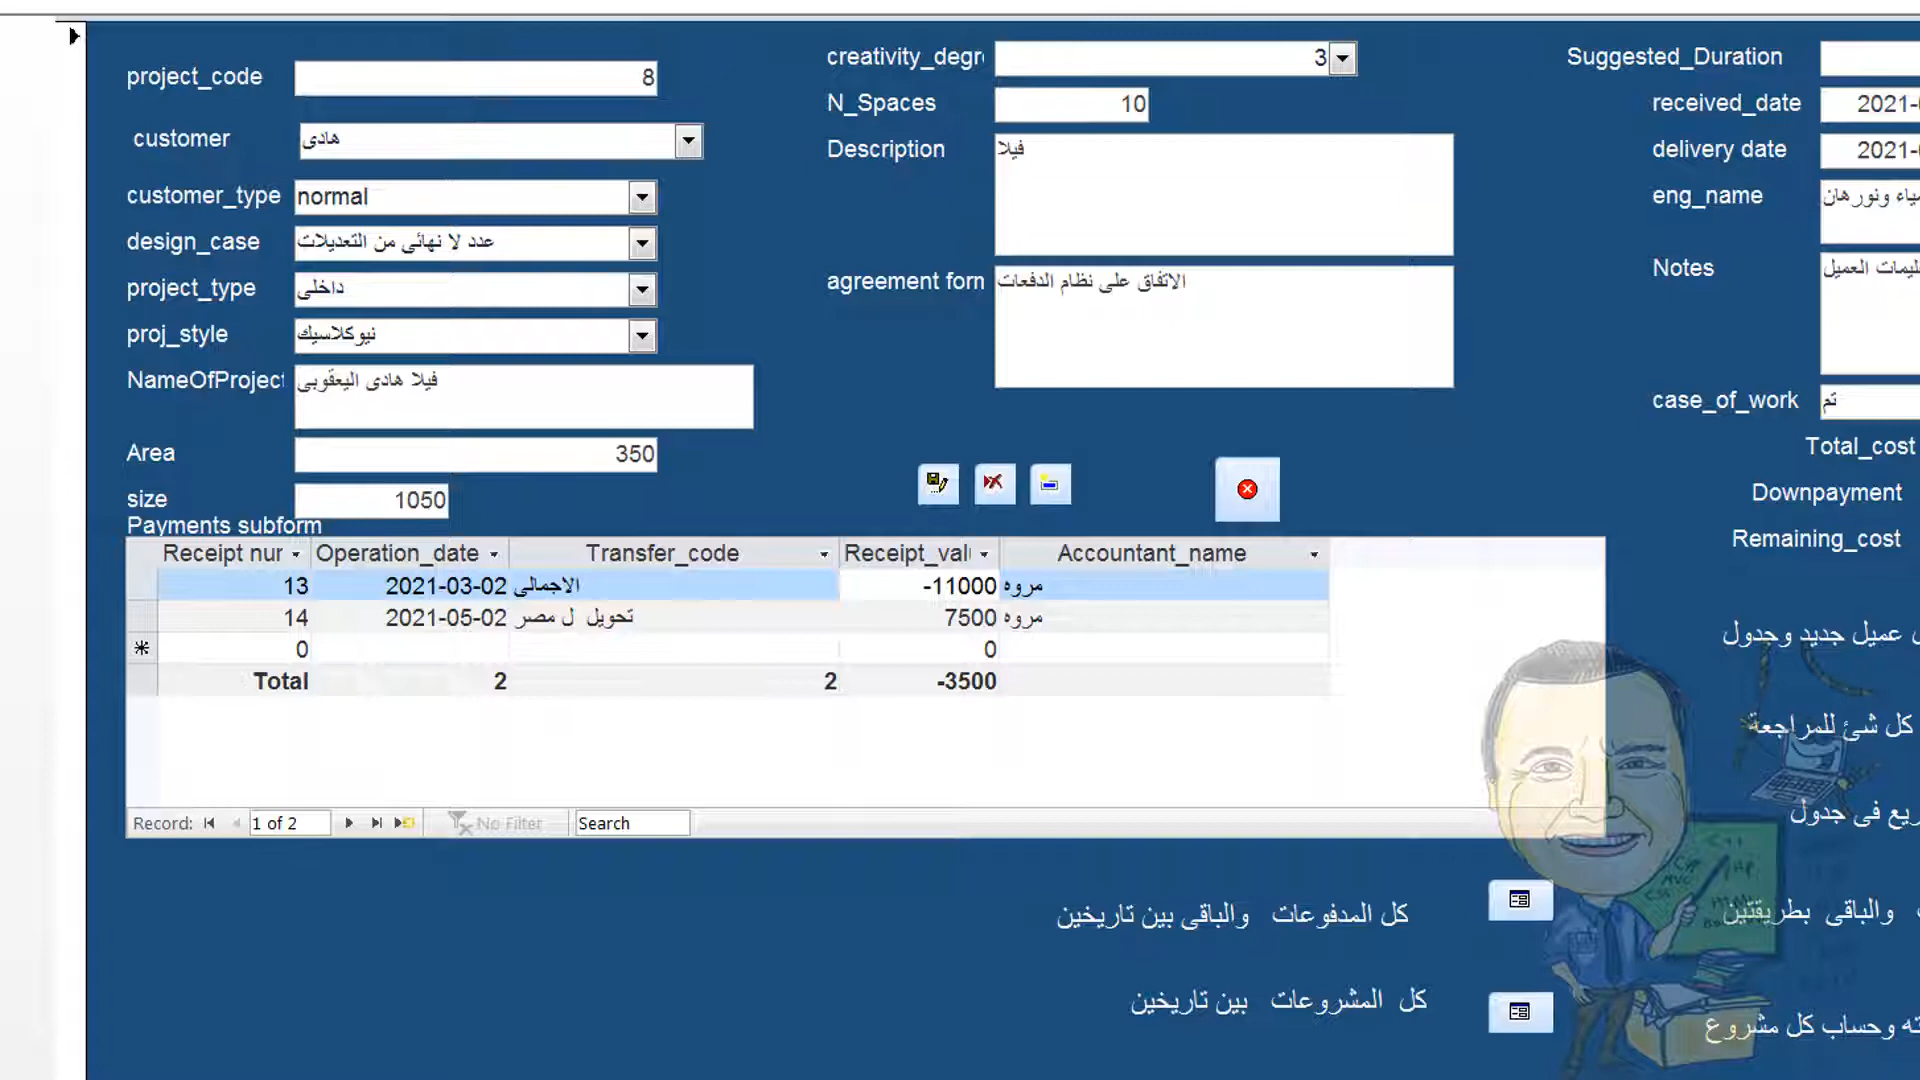 project_code 8
customer هادى
customer_type normal
design_case عدد لا نهائى من التعديلات
project_type داخلى
proj_style نيوكلاسيك
NameOfProject فيلا هادى اليعقوبى
Area 350
size 1050
creativity_degr 3
N_Spaces 10
Description فيلا
agreement form الاتفاق على نظام الدفعات
Suggested_Duration
received_date 2021-
delivery date 2021-
eng_name ونورهان
Notes العميل
case_of_work تم
Total_cost
Downpayment
Remaining_cost
Payments subform
Receipt nur Operation_date Transfer_code Receipt_val Accountant_name
13 2021-03-02 الاجمالى -11000 مروه
14 2021-05-02 تحويل ل مصر 7500 مروه
0 0
Total 2 2 -3500
Record: 1 of 2 No Filter Search
عميل جديد وجدول
كل شئ للمراجعة
فى جدول
كل المدفوعات والباقى بين تاريخين
والباقى بطريقتين
كل المشروعات بين تاريخين
وحساب كل مشروع